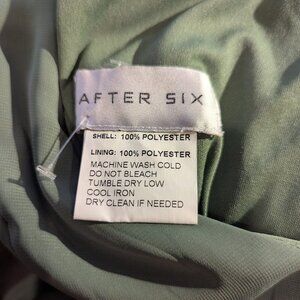 AFTER SIX
SHELL: 100% POLYESTER
LINING: 100% POLYESTER
MACHINE WASH COLD
DO NOT BLEACH
TUMBLE DRY LOW
COOL IRON
DRY CLEAN IF NEEDED